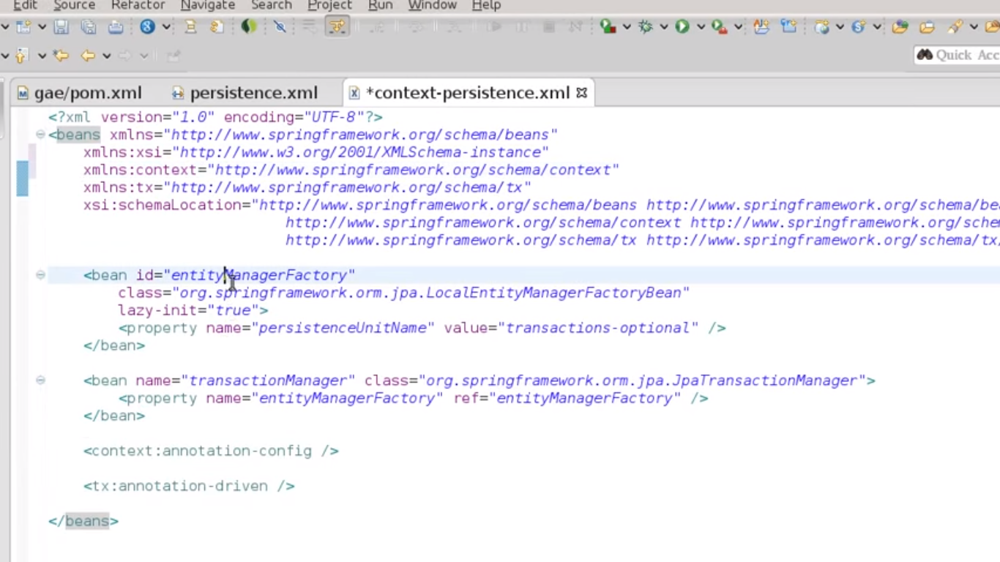 Edit Source Refactor Navigate Search Project Run Window Help
Quick Acc
gae/pom.xml persistence.xml *context-persistence.xml
<?xml version="1.0" encoding="UTF-8"?>
<beans xmlns="http://www.springframework.org/schema/beans"
xmlns:xsi="http://www.w3.org/2001/XMLSchema-instance"
xmlns:context="http://www.springframework.org/schema/context"
xmlns:tx="http://www.springframework.org/schema/tx"
xsi:schemaLocation="http://www.springframework.org/schema/beans http://www.springframework.org/schema/bea
http://www.springframework.org/schema/context http://www.springframework.org/schem
http://www.springframework.org/schema/tx http://www.springframework.org/schema/tx/
<bean id="entityManagerFactory"
class="org.springframework.orm.jpa.LocalEntityManagerFactoryBean"
lazy-init="true">
<property name="persistenceUnitName" value="transactions-optional" />
</bean>
<bean name="transactionManager" class="org.springframework.orm.jpa.JpaTransactionManager">
<property name="entityManagerFactory" ref="entityManagerFactory" />
</bean>
<context:annotation-config />
<tx:annotation-driven />
</beans>